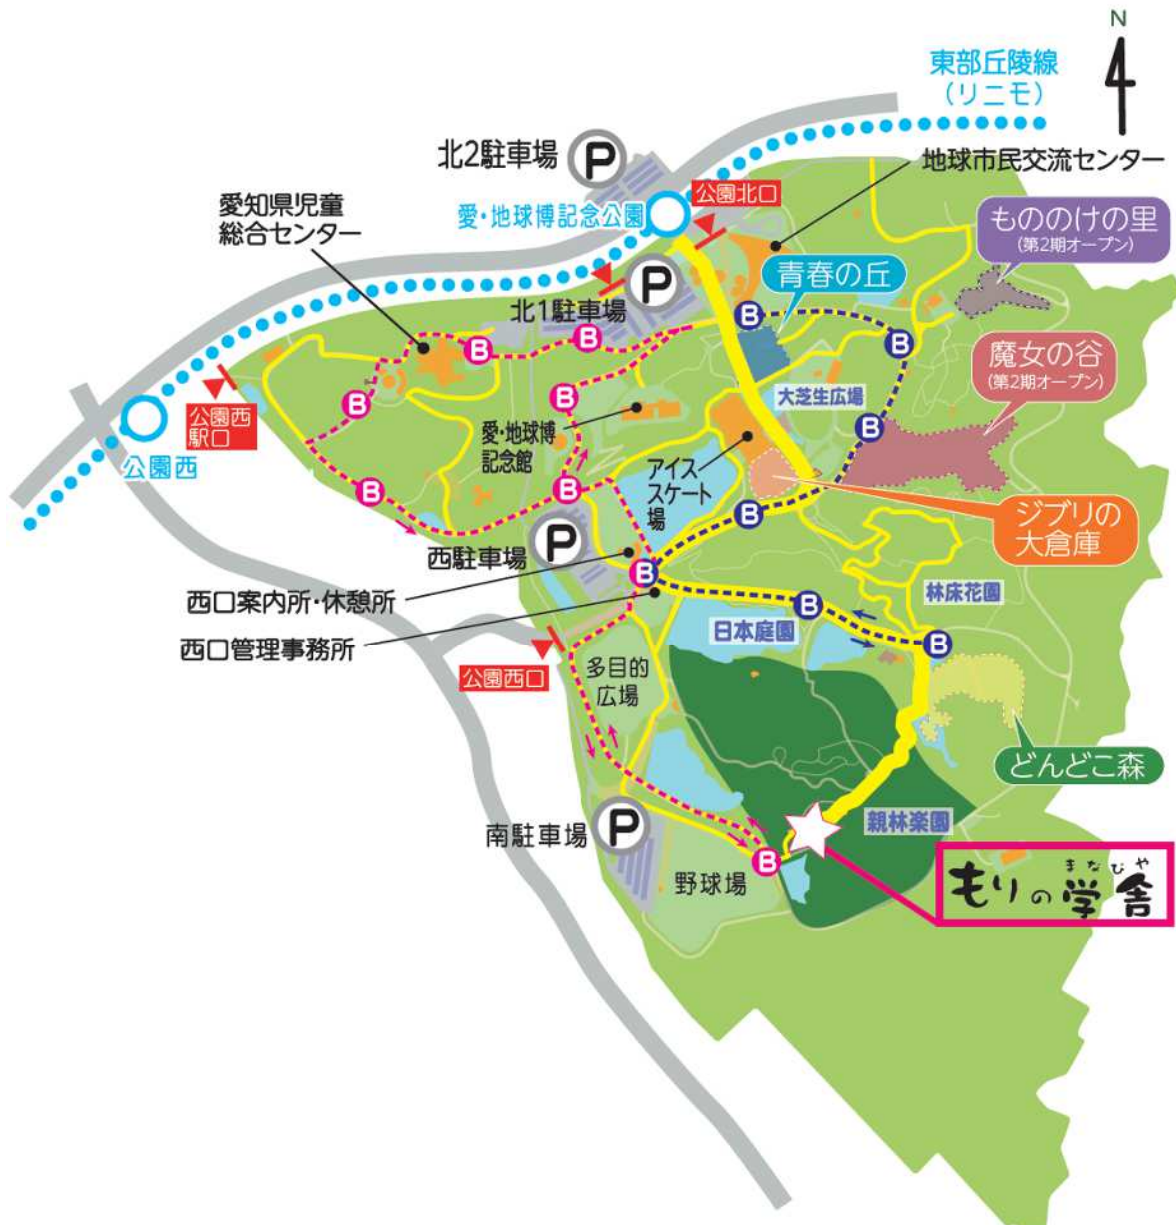 N
東部丘陵線
(リニモ)
北2駐車場
P
地球市民交流センター
公園北口
愛知県児童
総合センター
愛・地球博記念公園
もののけの里
(第2期オープン)
青春の丘
P
北1駐車場
B
B
B
B
魔女の谷
(第2期オープン)
大芝生広場
B
B
公園西
駅口
公園西
愛・地球博
記念館
B
アイス
スケート
場
B
B
B
ジブリの
大倉庫
西駐車場
P
B
西口案内所・休憩所
林床花園
B
日本庭園
B
西口管理事務所
公園西口
多目的
広場
どんどこ森
南駐車場
P
親林楽園
B
野球場
まなびや
もりの学舎